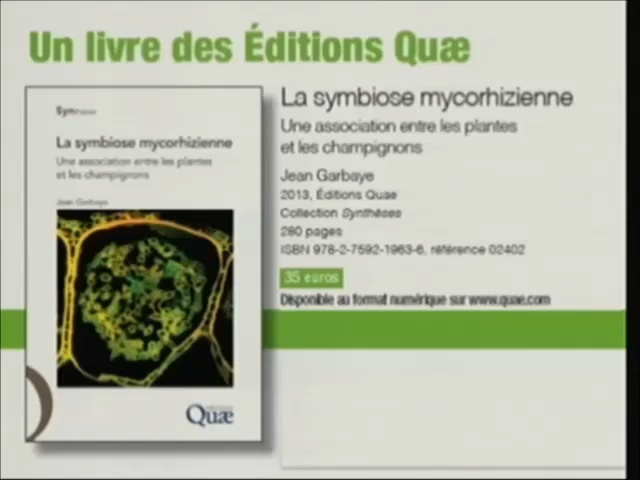 Un livre des Éditions Quæ
Synthèses
La symbiose mycorhizienne
Une association entre les plantes
et les champignons
Jean Garbaye
Quæ
La symbiose mycorhizienne
Une association entre les plantes
et les champignons
Jean Garbaye
2013, Éditions Quae
Collection Synthèses
280 pages
ISBN 978-2-7592-1963-6, référence 02402
35 euros
Disponible au format numérique sur www.quae.com